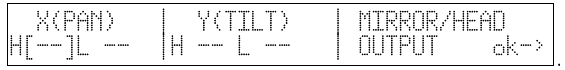 X(PAN) | Y(TILT) | MIRROR/HEAD
H[--]L -- |H -- L -- | OUTPUT ok->
.